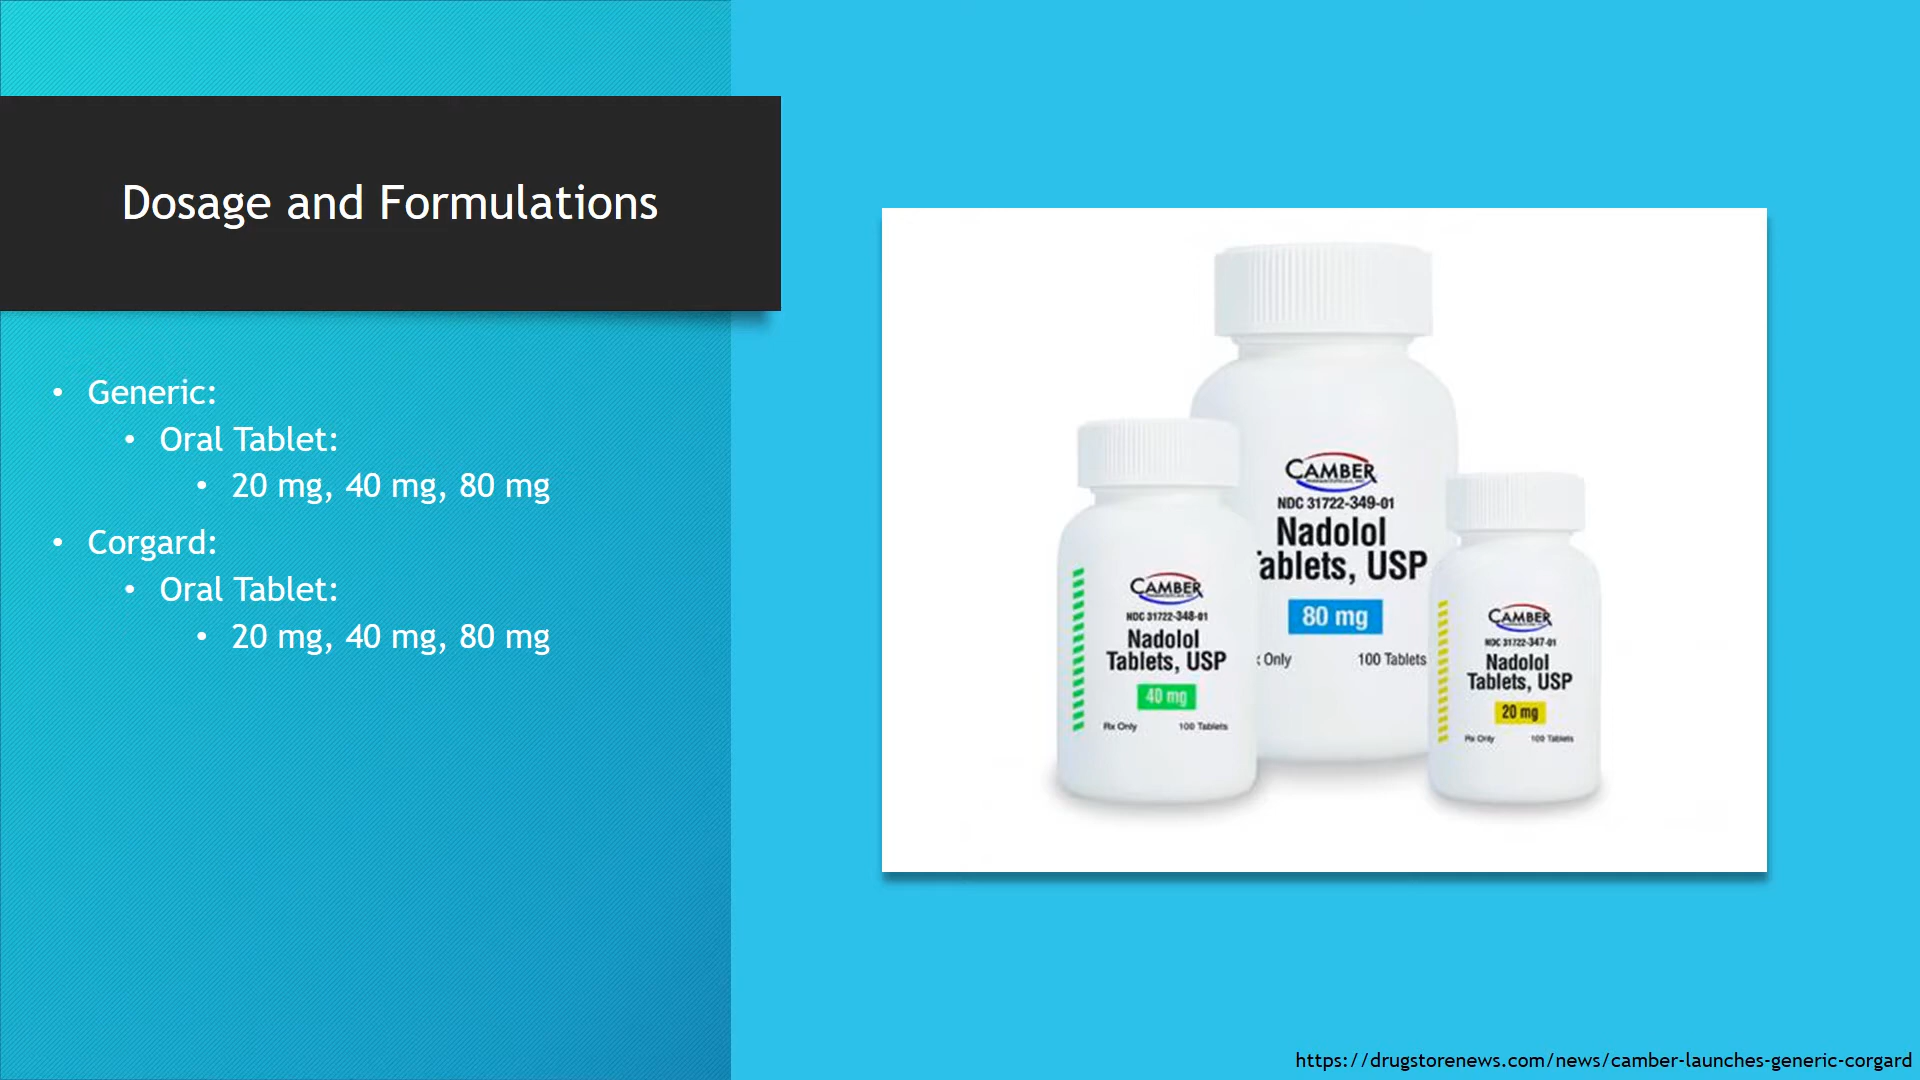 Dosage and Formulations
• Generic:
• Oral Tablet:
• 20 mg, 40 mg, 80 mg
• Corgard:
• Oral Tablet:
• 20 mg, 40 mg, 80 mg
CAMBER
NDC 31722-349-01
Nadolol
Tablets, USP
80 mg
Only 100 Tablets
CAMBER
NDC 31722-348-01
Nadolol
Tablets, USP
40 mg
Rx Only 100 Tablets
CAMBER
NDC 31722-347-01
Nadolol
Tablets, USP
20 mg
Rx Only 100 Tablets
https://drugstorenews.com/news/camber-launches-generic-corgard